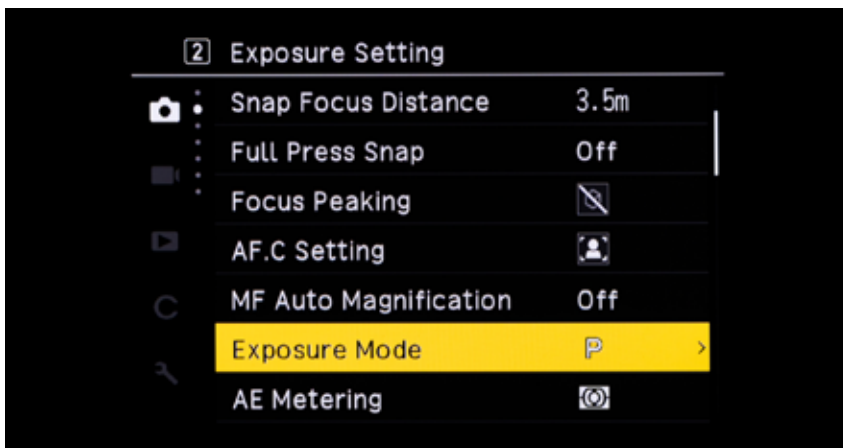 2 Exposure Setting
Snap Focus Distance 3.5m
Full Press Snap Off
Focus Peaking
AF.C Setting
MF Auto Magnification Off
Exposure Mode P >
C
AE Metering